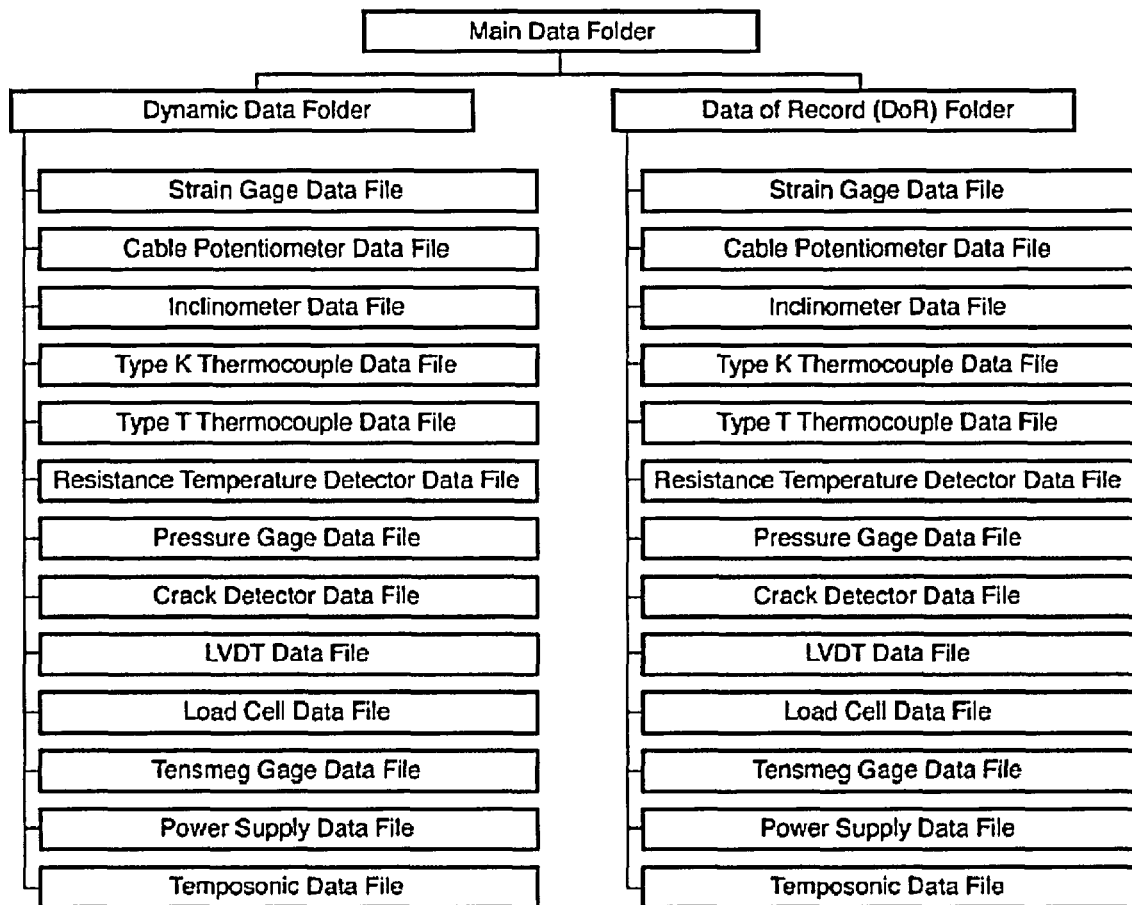 Main Data Folder
Dynamic Data Folder
Strain Gage Data File
Cable Potentiometer Data File
Inclinometer Data File
Type K Thermocouple Data File
Type T Thermocouple Data File
Resistance Temperature Detector Data File
Pressure Gage Data File
Crack Detector Data File
LVDT Data File
Load Cell Data File
Tensmeg Gage Data File
Power Supply Data File
Temposonic Data File
Data of Record (DoR) Folder
Strain Gage Data File
Cable Potentiometer Data File
Inclinometer Data File
Type K Thermocouple Data File
Type T Thermocouple Data File
Resistance Temperature Detector Data File
Pressure Gage Data File
Crack Detector Data File
LVDT Data File
Load Cell Data File
Tensmeg Gage Data File
Power Supply Data File
Temposonic Data File